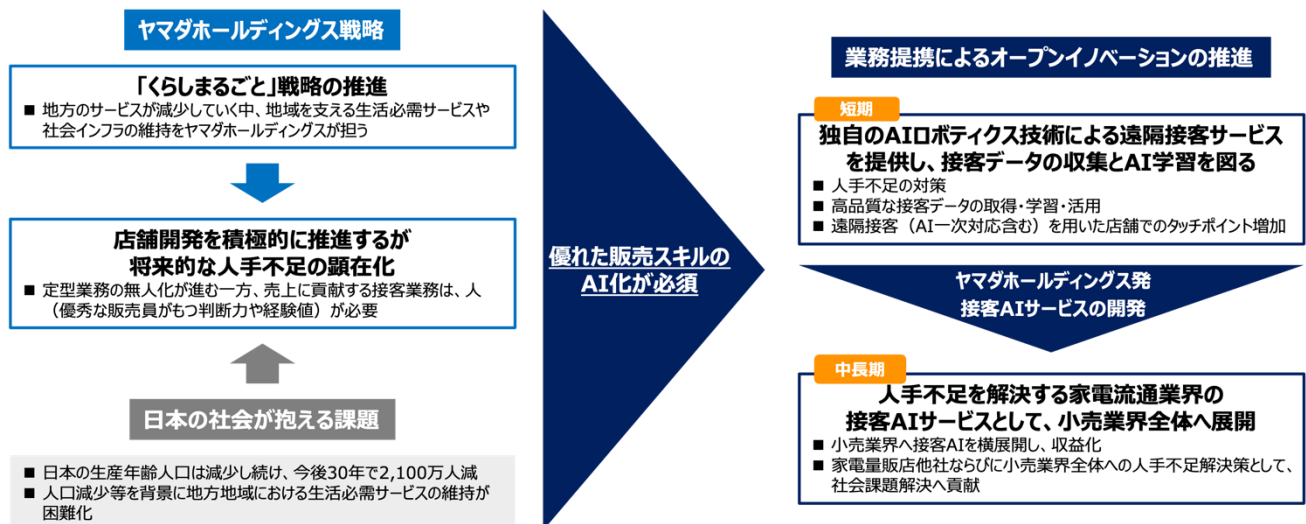 ヤマダホールディングス戦略
「くらしまるごと」戦略の推進
■ 地方のサービスが減少していく中、地域を支える生活必需サービスや
社会インフラの維持をヤマダホールディングスが担う
店舗開発を積極的に推進するが
将来的な人手不足の顕在化
■ 定型業務の無人化が進む一方、売上に貢献する接客業務は、人
（優秀な販売員がもつ判断力や経験値）が必要
日本の社会が抱える課題
■ 日本の生産年齢人口は減少し続け、今後30年で2,100万人減
■ 人口減少等を背景に地方地域における生活必需サービスの維持が
困難化
優れた販売スキルの
AI化が必須
業務提携によるオープンイノベーションの推進
短期
独自のAIロボティクス技術による遠隔接客サービス
を提供し、接客データの収集とAI学習を図る
■ 人手不足の対策
■ 高品質な接客データの取得・学習・活用
■ 遠隔接客（AI一次対応含む）を用いた店舗でのタッチポイント増加
ヤマダホールディングス発
接客AIサービスの開発
中長期
人手不足を解決する家電流通業界の
接客AIサービスとして、小売業界全体へ展開
■ 小売業界へ接客AIを横展開し、収益化
■ 家電量販店他社ならびに小売業界全体への人手不足解決策として、
社会課題解決へ貢献